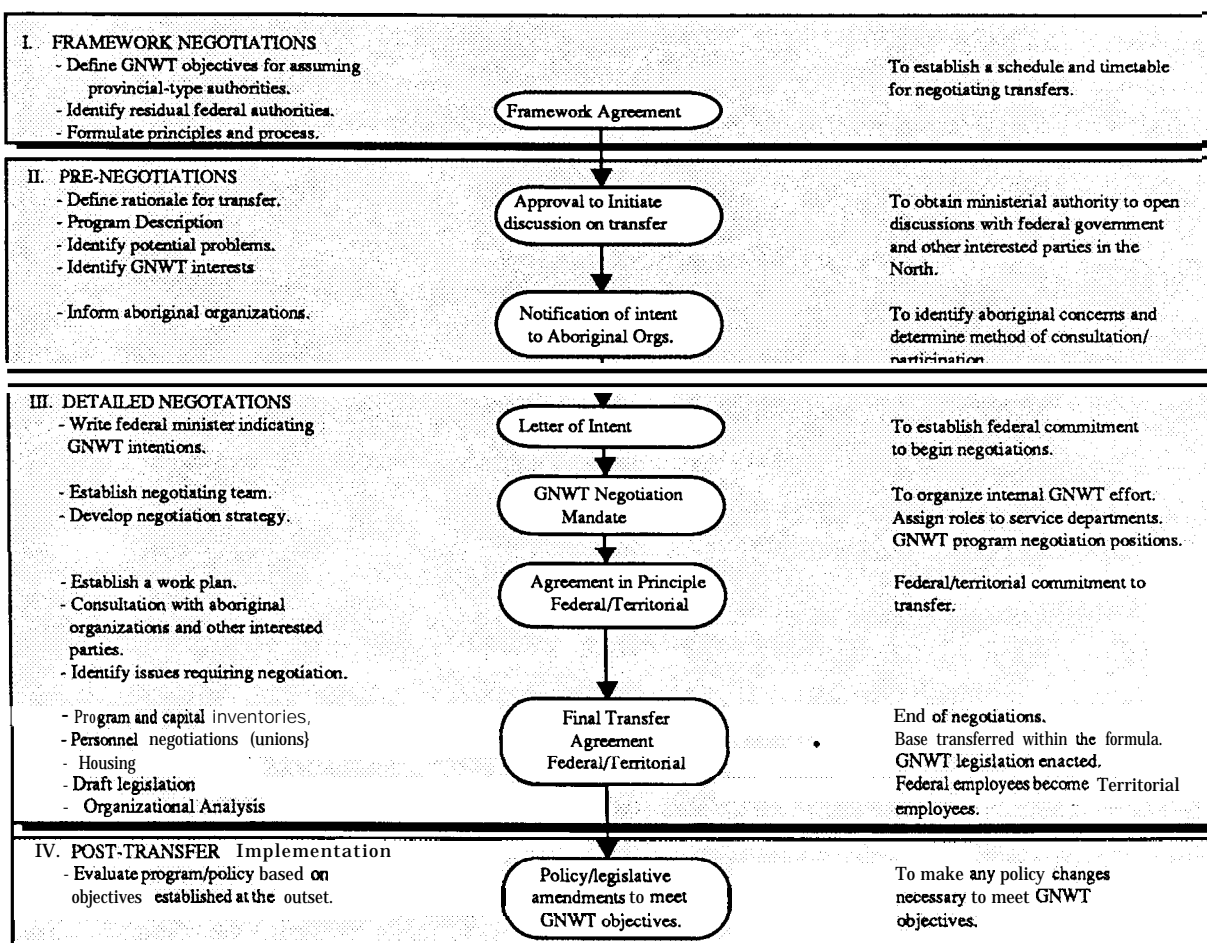 I. FRAMEWORK NEGOTIATIONS
- Define GNWT objectives for assuming
provincial-type authorities.
- Identify residual federal authorities.
- Formulate principles and process.
Framework Agreement
To establish a schedule and timetable
for negotiating transfers.
II. PRE-NEGOTIATIONS
- Define rationale for transfer.
- Program Description
- Identify potential problems.
- Identify GNWT interests
Approval to Initiate
discussion on transfer
To obtain ministerial authority to open
discussions with federal government
and other interested parties in the
North.
- Inform aboriginal organizations.
Notification of intent
to Aboriginal Orgs.
To identify aboriginal concerns and
determine method of consultation/
participation.
III. DETAILED NEGOTATIONS
- Write federal minister indicating
GNWT intentions.
Letter of Intent
To establish federal commitment
to begin negotiations.
- Establish negotiating team.
- Develop negotiation strategy.
GNWT Negotiation
Mandate
To organize internal GNWT effort.
Assign roles to service departments.
GNWT program negotiation positions.
- Establish a work plan.
- Consultation with aboriginal
organizations and other interested
parties.
- Identify issues requiring negotiation.
Agreement in Principle
Federal/Territorial
Federal/territorial commitment to
transfer.
- Program and capital inventories,
- Personnel negotiations (unions}
- Housing
- Draft legislation
- Organizational Analysis
Final Transfer
Agreement
Federal/Territorial
End of negotiations.
Base transferred within the formula.
GNWT legislation enacted.
Federal employees become Territorial
employees.
IV. POST-TRANSFER Implementation
- Evaluate program/policy based on
objectives established at the outset.
Policy/legislative
amendments to meet
GNWT objectives.
To make any policy changes
necessary to meet GNWT
objectives.